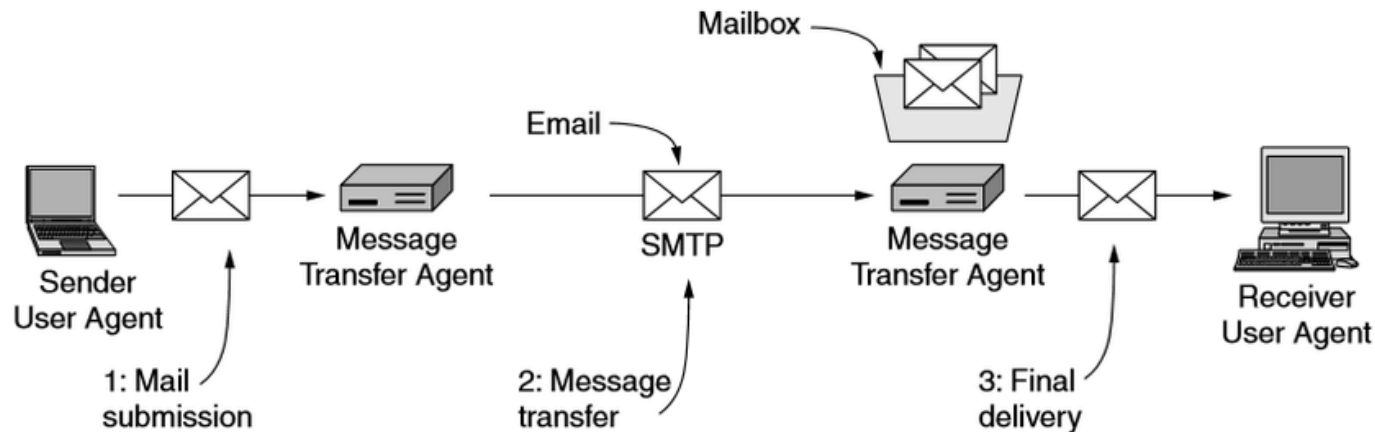 Mailbox
Email
Sender
User Agent
Message
Transfer Agent
SMTP
Message
Transfer Agent
Receiver
User Agent
1: Mail
submission
2: Message
transfer
3: Final
delivery